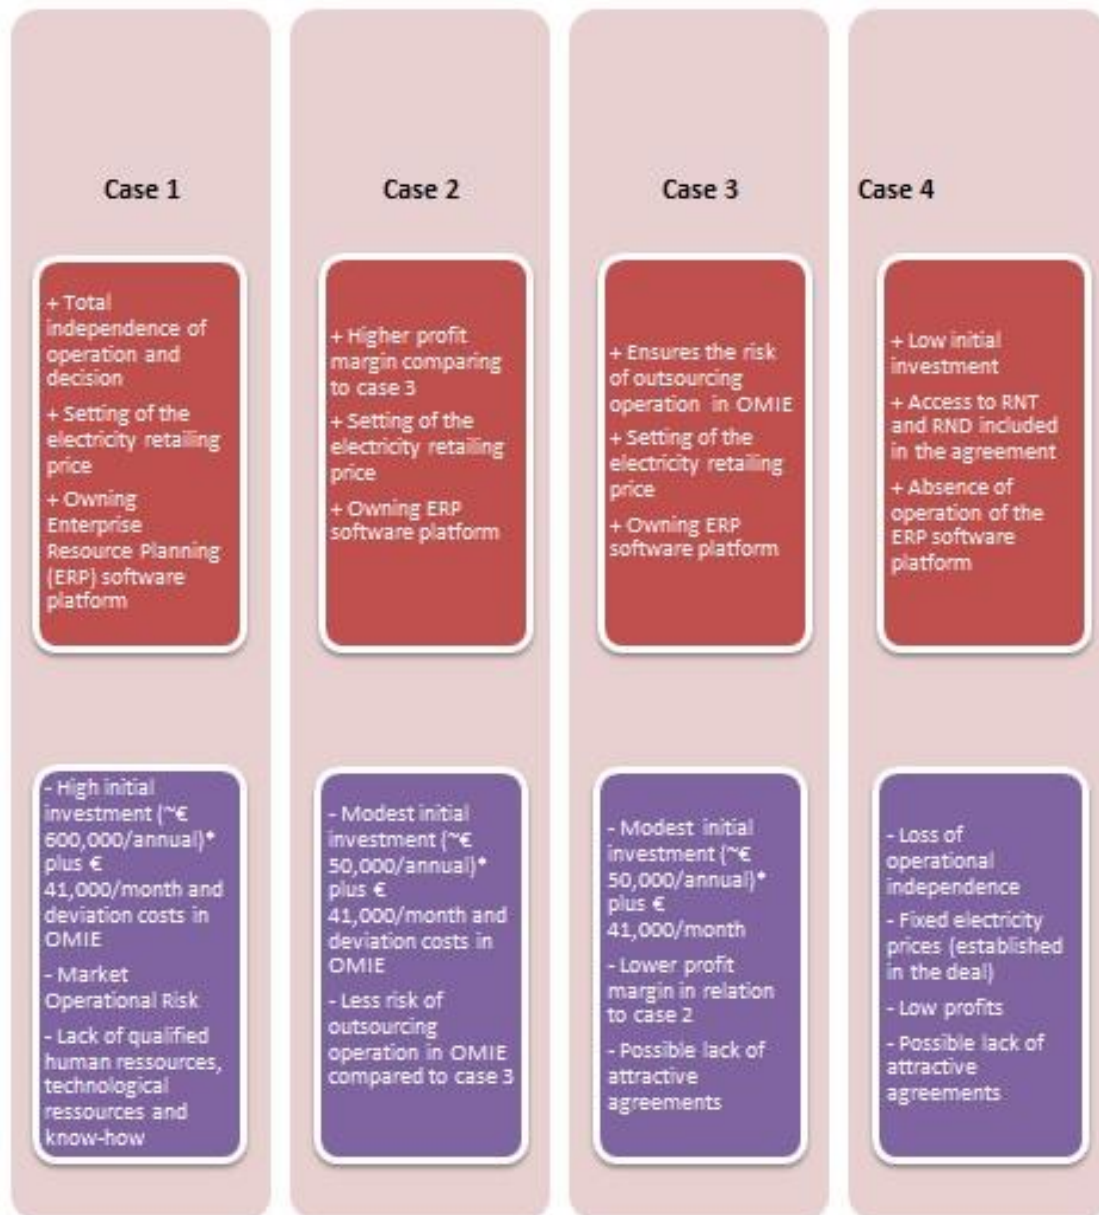 Case 1
+ Total
independence of
operation and
decision
+ Setting of the
electricity retailing
price
+ Owning
Enterprise
Resource Planning
(ERP) software
platform
- High initial
investment (~€
600,000/annual)*
plus €
41,000/month and
deviation costs in
OMIE
- Market
Operational Risk
- Lack of qualified
human ressources,
technological
ressources and
know-how
Case 2
+ Higher profit
margin comparing
to case 3
+ Setting of the
electricity retailing
price
+ Owning ERP
software platform
- Modest initial
investment (~€
50,000/annual)*
plus €
41,000/month and
deviation costs in
OMIE
- Less risk of
outsourcing
operation in OMIE
compared to case 3
Case 3
+ Ensures the risk
of outsourcing
operation in OMIE
+ Setting of the
electricity retailing
price
+ Owning ERP
software platform
- Modest initial
investment (~€
50,000/annual)*
plus €
41,000/month
- Lower profit
margin in relation
to case 2
- Possible lack of
attractive
agreements
Case 4
+ Low initial
investment
+ Access to RNT
and RND included
in the agreement
+ Absence of
operation of the
ERP software
platform
- Loss of
operational
independence
- Fixed electricity
prices (established
in the deal)
- Low profits
- Possible lack of
attractive
agreements